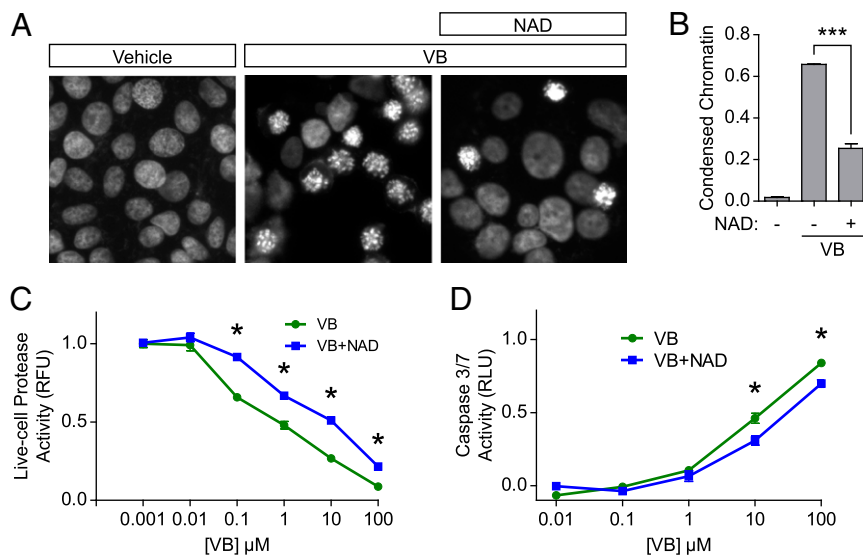 A
NAD
Vehicle
VB
B
Condensed Chromatin
0.8
0.6
0.4
0.2
0.0
***
NAD: - - +
VB
C
Live-cell Protease
Activity (RFU)
1.0
0.5
0.0
VB
VB+NAD
*
*
*
*
0.001 0.01 0.1 1 10 100
[VB] µM
D
Caspase 3/7
Activity (RLU)
1.0
0.5
0.0
VB
VB+NAD
*
*
0.01 0.1 1 10 100
[VB] µM